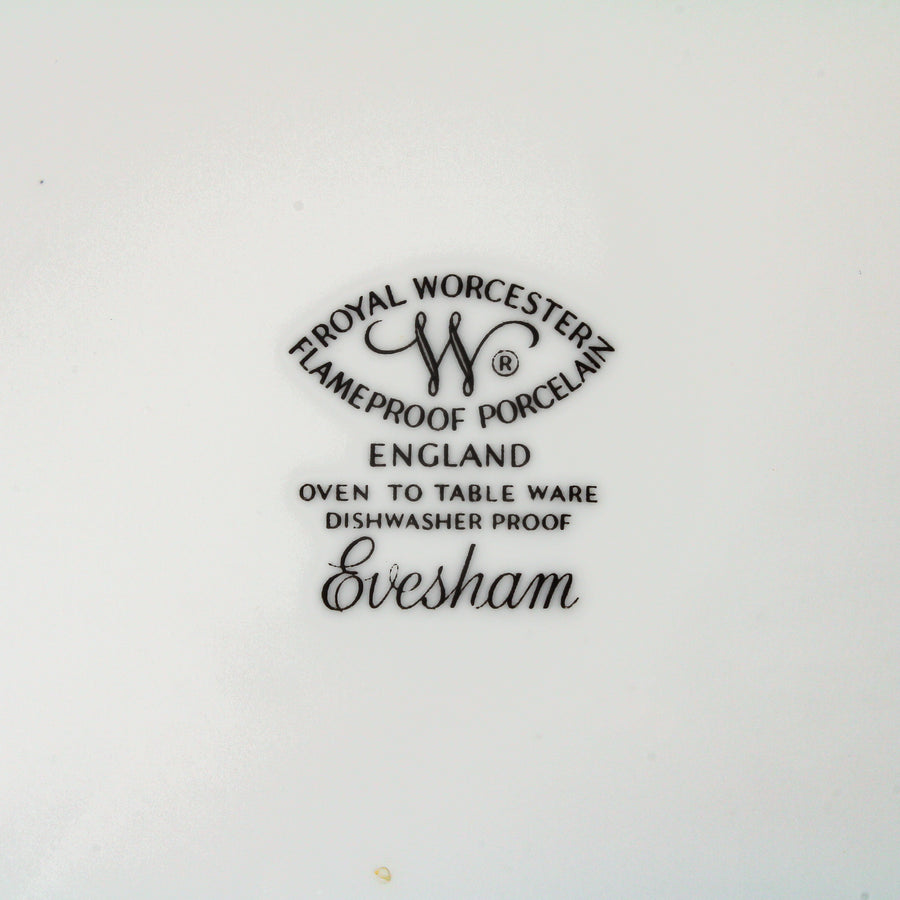 ROYAL WORCESTER
W ®
FLAMEPROOF PORCELAIN
ENGLAND
OVEN TO TABLE WARE
DISHWASHER PROOF
Evesham